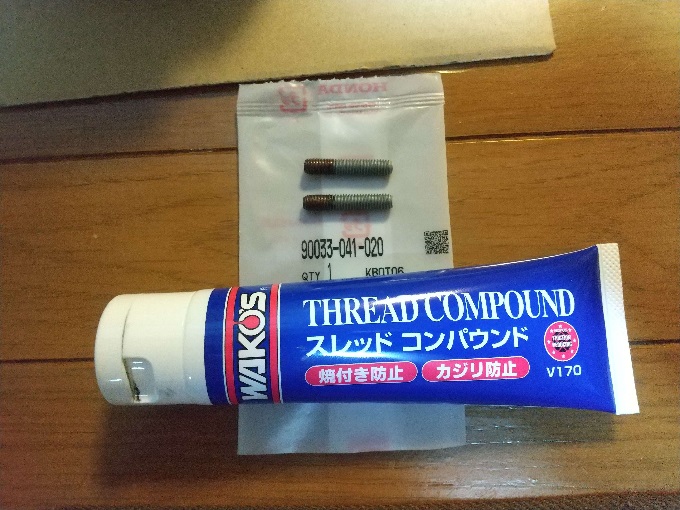 HONDA
90033-041-020
QTY 1 KBOT06
WAKO'S
THREAD COMPOUND
スレッド コンパウンド
焼付き防止 カジリ防止
V170